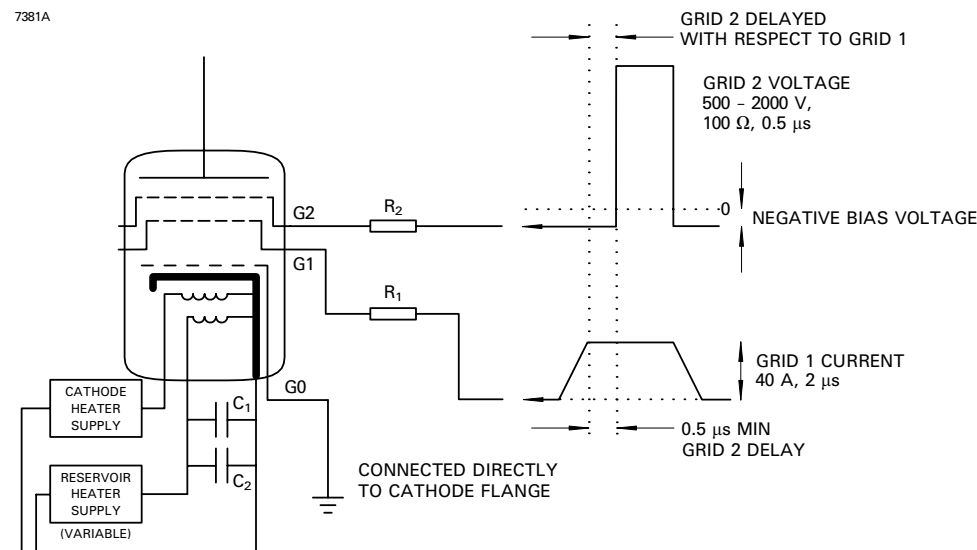 7381A
GRID 2 DELAYED
WITH RESPECT TO GRID 1
GRID 2 VOLTAGE
500 – 2000 V,
100 Ω, 0.5 μs
G2
R2
0
NEGATIVE BIAS VOLTAGE
G1
R1
GRID 1 CURRENT
40 A, 2 μs
G0
CATHODE
HEATER
SUPPLY
C1
0.5 μs MIN
GRID 2 DELAY
C2
CONNECTED DIRECTLY
TO CATHODE FLANGE
RESERVOIR
HEATER
SUPPLY
(VARIABLE)